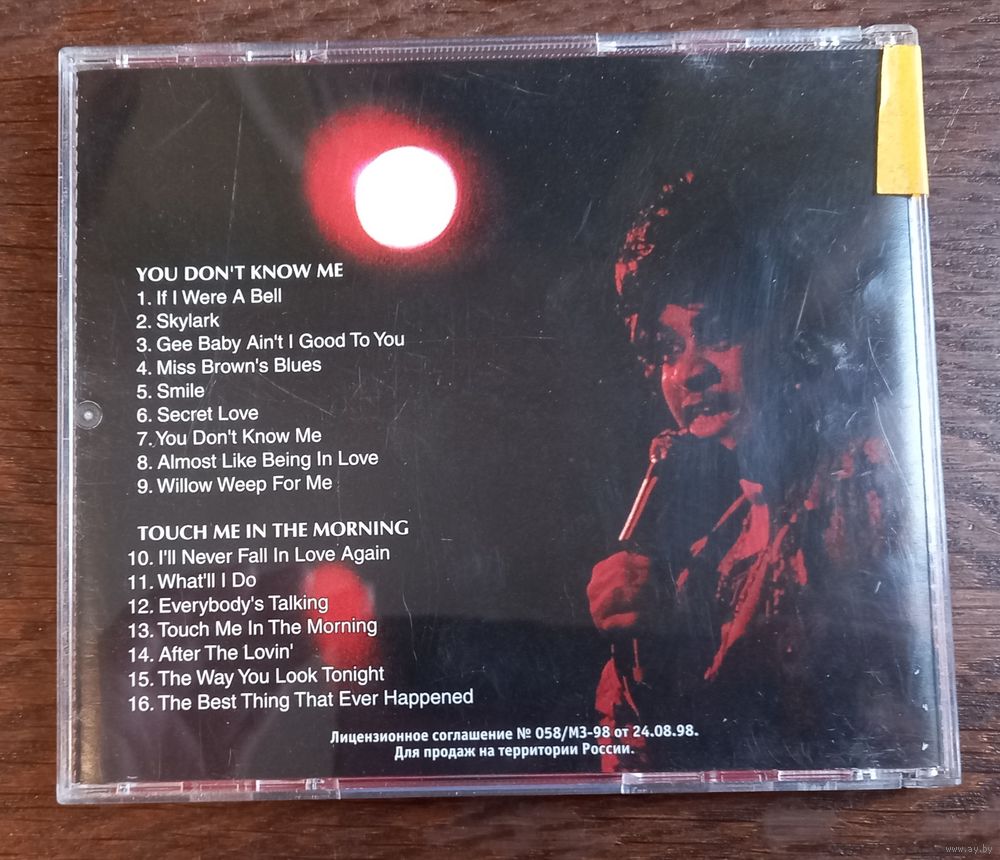 YOU DON'T KNOW ME
1. If I Were A Bell
2. Skylark
3. Gee Baby Ain't I Good To You
4. Miss Brown's Blues
5. Smile
6. Secret Love
7. You Don't Know Me
8. Almost Like Being In Love
9. Willow Weep For Me
TOUCH ME IN THE MORNING
10. I'll Never Fall In Love Again
11. What'll I Do
12. Everybody's Talking
13. Touch Me In The Morning
14. After The Lovin'
15. The Way You Look Tonight
16. The Best Thing That Ever Happened
Лицензионное соглашение № 058/МЗ-98 от 24.08.98.
Для продаж на территории России.
www.ay.by